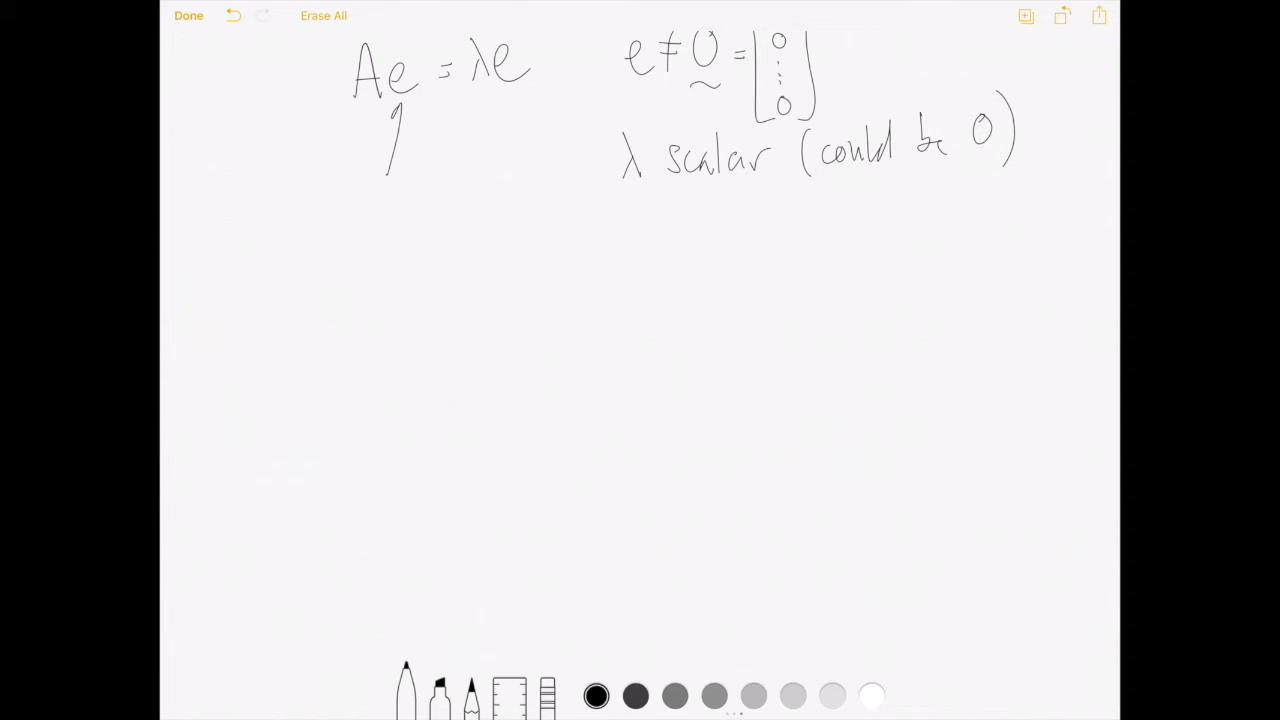 Done
Erase All
Ae = λe
e ≠ 0 = [0 ⋮ 0]
λ scalar (could be 0)